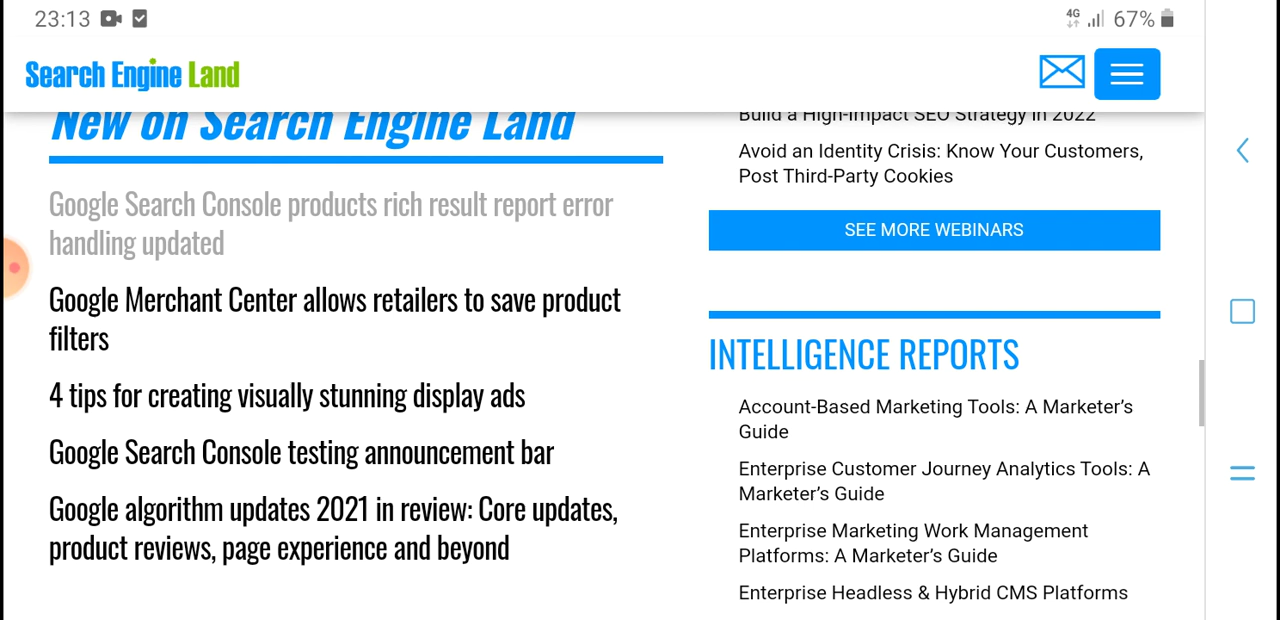 23:13
4G
67%
Search Engine Land
New on Search Engine Land
Google Search Console products rich result report error
handling updated
Google Merchant Center allows retailers to save product
filters
4 tips for creating visually stunning display ads
Google Search Console testing announcement bar
Google algorithm updates 2021 in review: Core updates,
product reviews, page experience and beyond
Build a High-Impact SEO Strategy in 2022
Avoid an Identity Crisis: Know Your Customers,
Post Third-Party Cookies
SEE MORE WEBINARS
INTELLIGENCE REPORTS
Account-Based Marketing Tools: A Marketer's
Guide
Enterprise Customer Journey Analytics Tools: A
Marketer's Guide
Enterprise Marketing Work Management
Platforms: A Marketer's Guide
Enterprise Headless & Hybrid CMS Platforms